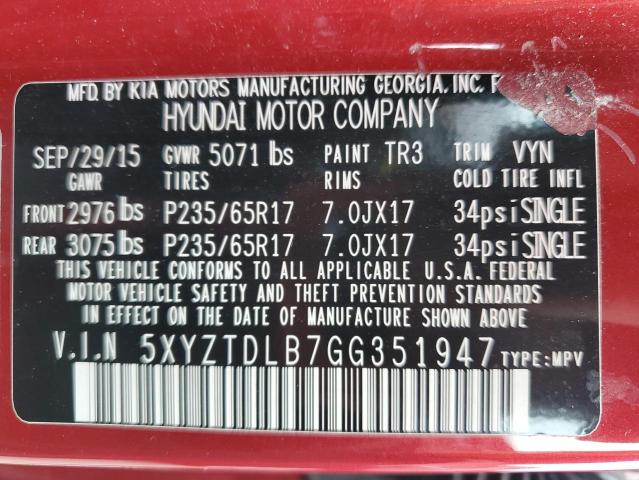 MFD. BY KIA MOTORS MANUFACTURING GEORGIA, INC. F
HYUNDAI MOTOR COMPANY
SEP/29/15 GVWR 5071 lbs PAINT TR3 TRIM VYN
GAWR TIRES RIMS COLD TIRE INFL
FRONT 2976 lbs P235/65R17 7.0JX17 34psi SINGLE
REAR 3075 lbs P235/65R17 7.0JX17 34psi SINGLE
THIS VEHICLE CONFORMS TO ALL APPLICABLE U.S.A. FEDERAL
MOTOR VEHICLE SAFETY AND THEFT PREVENTION STANDARDS
IN EFFECT ON THE DATE OF MANUFACTURE SHOWN ABOVE.
V.I.N 5XYZTDLB7GG351947 TYPE:MPV